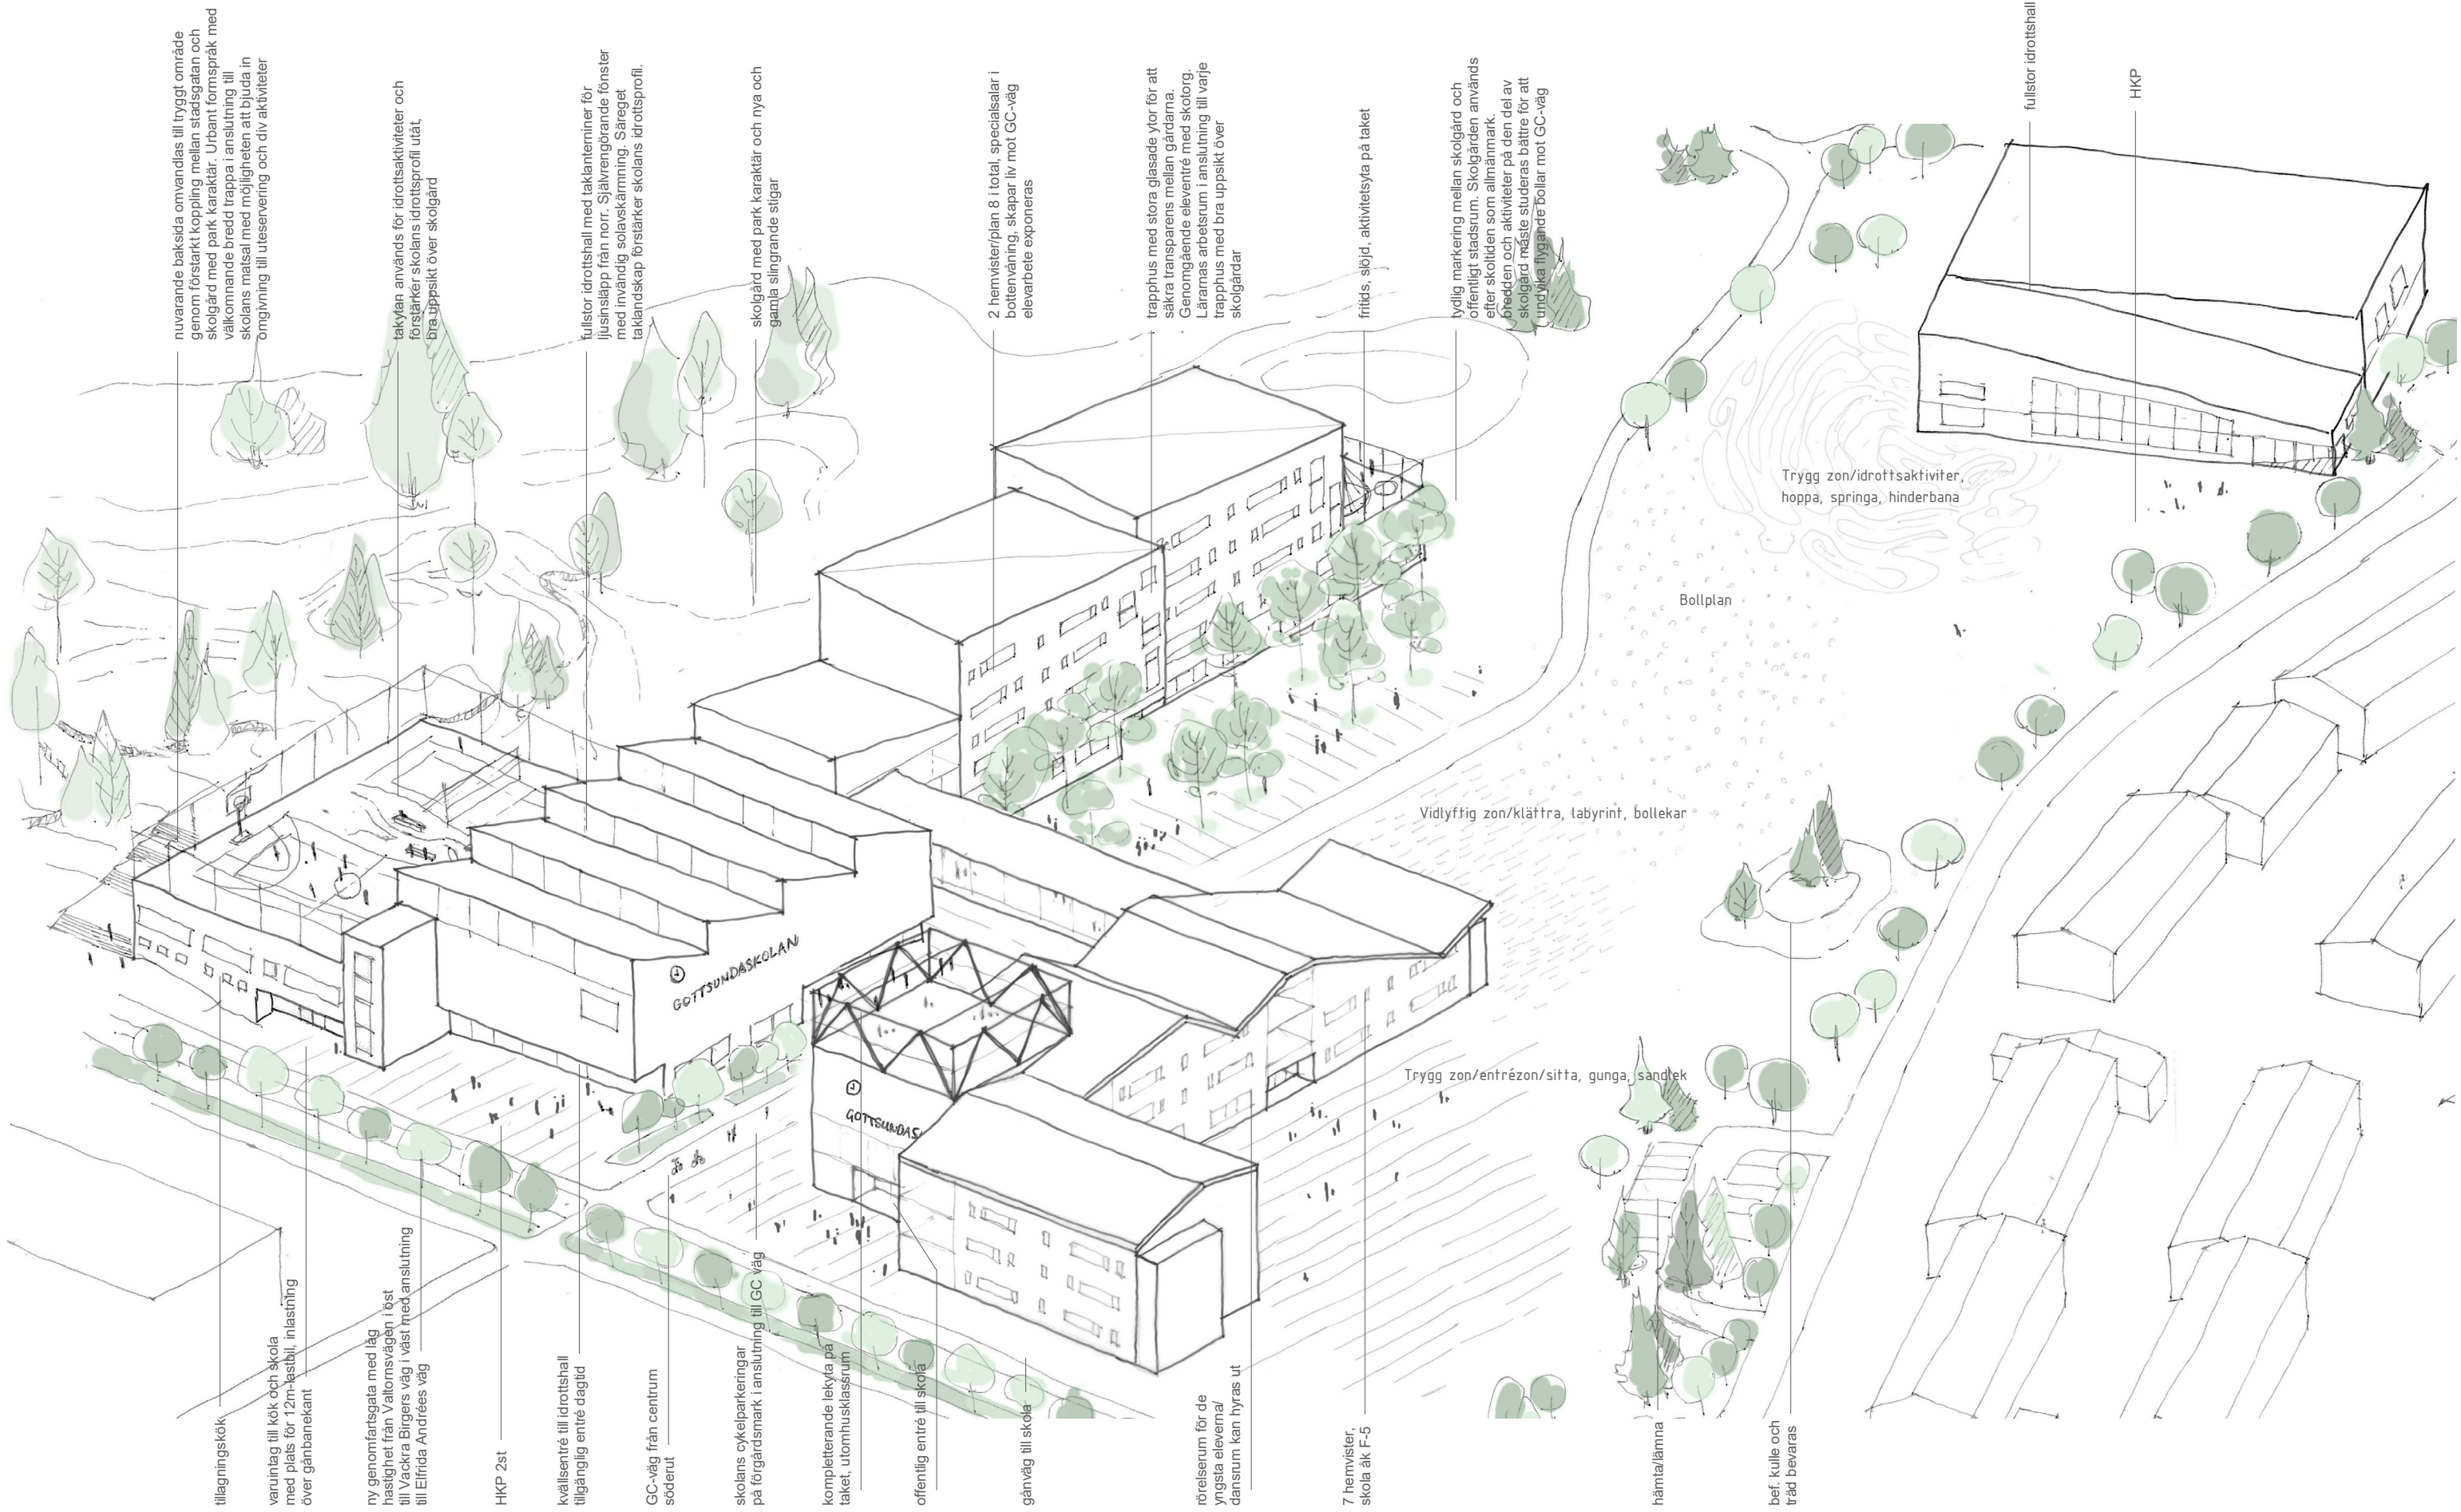 nuvarande baksida omvandlas till tryggt område
genom förstärkt koppling mellan stadsgatan och
skolgård med park karaktär. Urbant formspråk med
välkomnande bredd trappa i anslutning till
skolans matsal med möjligheten att bjuda in
omgivning till uteservering och div aktiviteter
takytan används för idrottsaktiviteter och
förstärker skolans idrottsprofil utåt,
bra uppsikt över skolgård
fullstor idrottshall med taklanterniner för
ljusinsläpp från norr. Självrengörande fönster
med invändig solavskärmning. Säreget
taklandskap förstärker skolans idrottsprofil.
skolgård med park karaktär och nya och
gamla slingrande stigar
2 hemvister/plan 8 i total, specialsalar i
bottenvåning, skapar liv mot GC-väg
elevarbete exponeras
trapphus med stora glasade ytor för att
säkra transparens mellan gårdarna.
Genomgående eleventré med skotorg.
Lärarnas arbetsrum i anslutning till varje
trapphus med bra uppsikt över
skolgårdar
fritids, slöjd, aktivitetsyta på taket
tydlig markering mellan skolgård och
offentligt stadsrum. Skolgården används
efter skoltiden som allmänmark.
bredden och aktiviteter på den del av
skolgård måste studeras bättre för att
undvika flygande bollar mot GC-väg
fullstor idrottshall
HKP
Trygg zon/idrottsaktiviter,
hoppa, springa, hinderbana
Bollplan
Vidlyftig zon/klättra, labyrint, bollekar
Trygg zon/entrézon/sitta, gunga, sandlek
GOTTSUNDASKOLAN
GOTTSUNDAS
tillagningskök
varuintag till kök och skola
med plats för 12m-lastbil, inlastning
över gånbanekant
ny genomfartsgata med låg
hastighet från Valtornsvägen i öst
till Vackra Birgers väg i väst med anslutning
till Elfrida Andrées väg
HKP 2st
kvällsentré till idrottshall
tillgänglig entré dagtid
GC-väg från centrum
söderut
skolans cykelparkeringar
på förgårdsmark i anslutning till GC väg
kompletterande lekyta på
taket, utomhusklassrum
offentlig entré till skola
gånväg till skola
rörelserum för de
yngsta eleverna/
dansrum kan hyras ut
7 hemvister,
skola åk F-5
hämta/lämna
bef. kulle och
träd bevaras